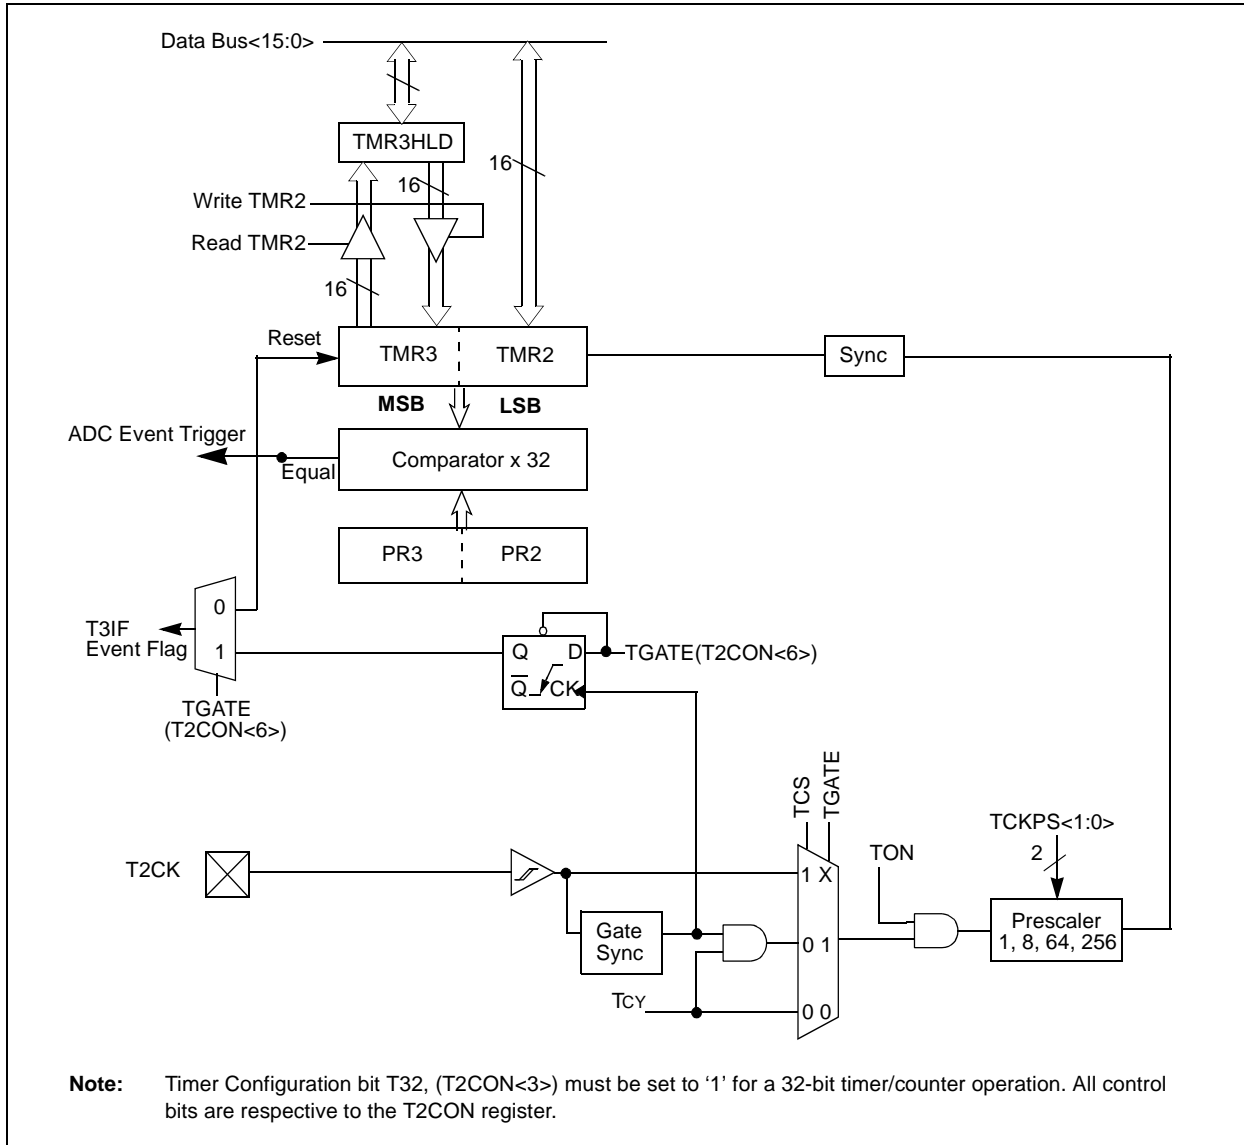 Data Bus<15:0>
TMR3HLD
16
16
Write TMR2
Read TMR2
16
Reset
TMR3
TMR2
Sync
MSB
LSB
ADC Event Trigger
Equal
Comparator x 32
PR3
PR2
0
T3IF
Event Flag
1
Q
D
TGATE(T2CON<6>)
Q
CK
TGATE
(T2CON<6>)
TCS
TGATE
TCKPS<1:0>
2
TON
T2CK
1 X
Gate
Sync
0 1
Prescaler
1, 8, 64, 256
TCY
0 0
Note: Timer Configuration bit T32, (T2CON<3>) must be set to ‘1’ for a 32-bit timer/counter operation. All control
bits are respective to the T2CON register.